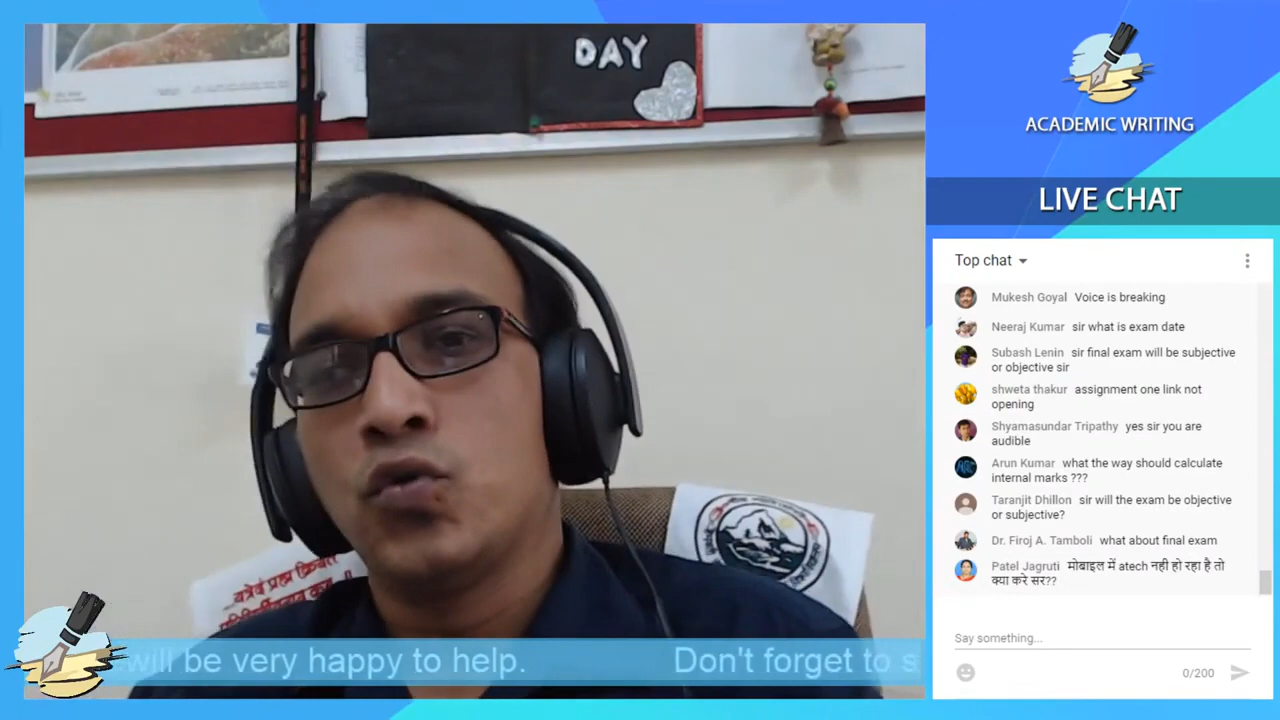 DAY
ACADEMIC WRITING
LIVE CHAT
Top chat
Mukesh Goyal Voice is breaking
Neeraj Kumar sir what is exam date
Subash Lenin sir final exam will be subjective
or objective sir
shweta thakur assignment one link not
opening
Shyamasundar Tripathy yes sir you are
audible
Arun Kumar what the way should calculate
internal marks ???
Taranjit Dhillon sir will the exam be objective
or subjective?
Dr. Firoj A. Tamboli what about final exam
Patel Jagruti मोबाइल में atech नही हो रहा है तो
क्या करे सर??
Say something...
0/200
will be very happy to help. Don't forget to s